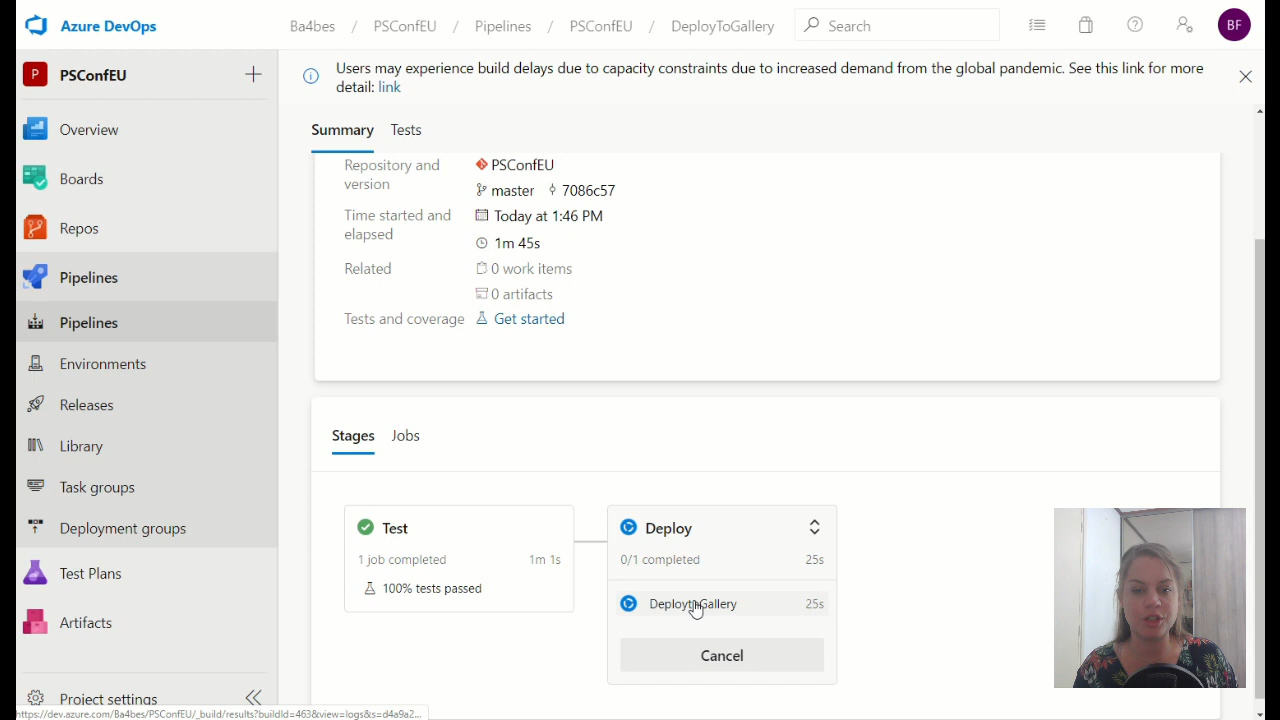 Azure DevOps
Ba4bes / PSConfEU / Pipelines / PSConfEU / DeployToGallery
Search
BF
P PSConfEU
Users may experience build delays due to capacity constraints due to increased demand from the global pandemic. See this link for more
detail: link
Overview
Boards
Repos
Pipelines
Pipelines
Environments
Releases
Library
Task groups
Deployment groups
Test Plans
Artifacts
Project settings
Summary Tests
Repository and
version
PSConfEU
master 7086c57
Time started and
elapsed
Today at 1:46 PM
1m 45s
Related
0 work items
0 artifacts
Tests and coverage
Get started
Stages Jobs
Test
1 job completed 1m 1s
100% tests passed
Deploy
0/1 completed 25s
DeploytoGallery 25s
Cancel
https://dev.azure.com/Ba4bes/PSConfEU/_build/results?buildId=463&view=logs&s=d4a9a2...